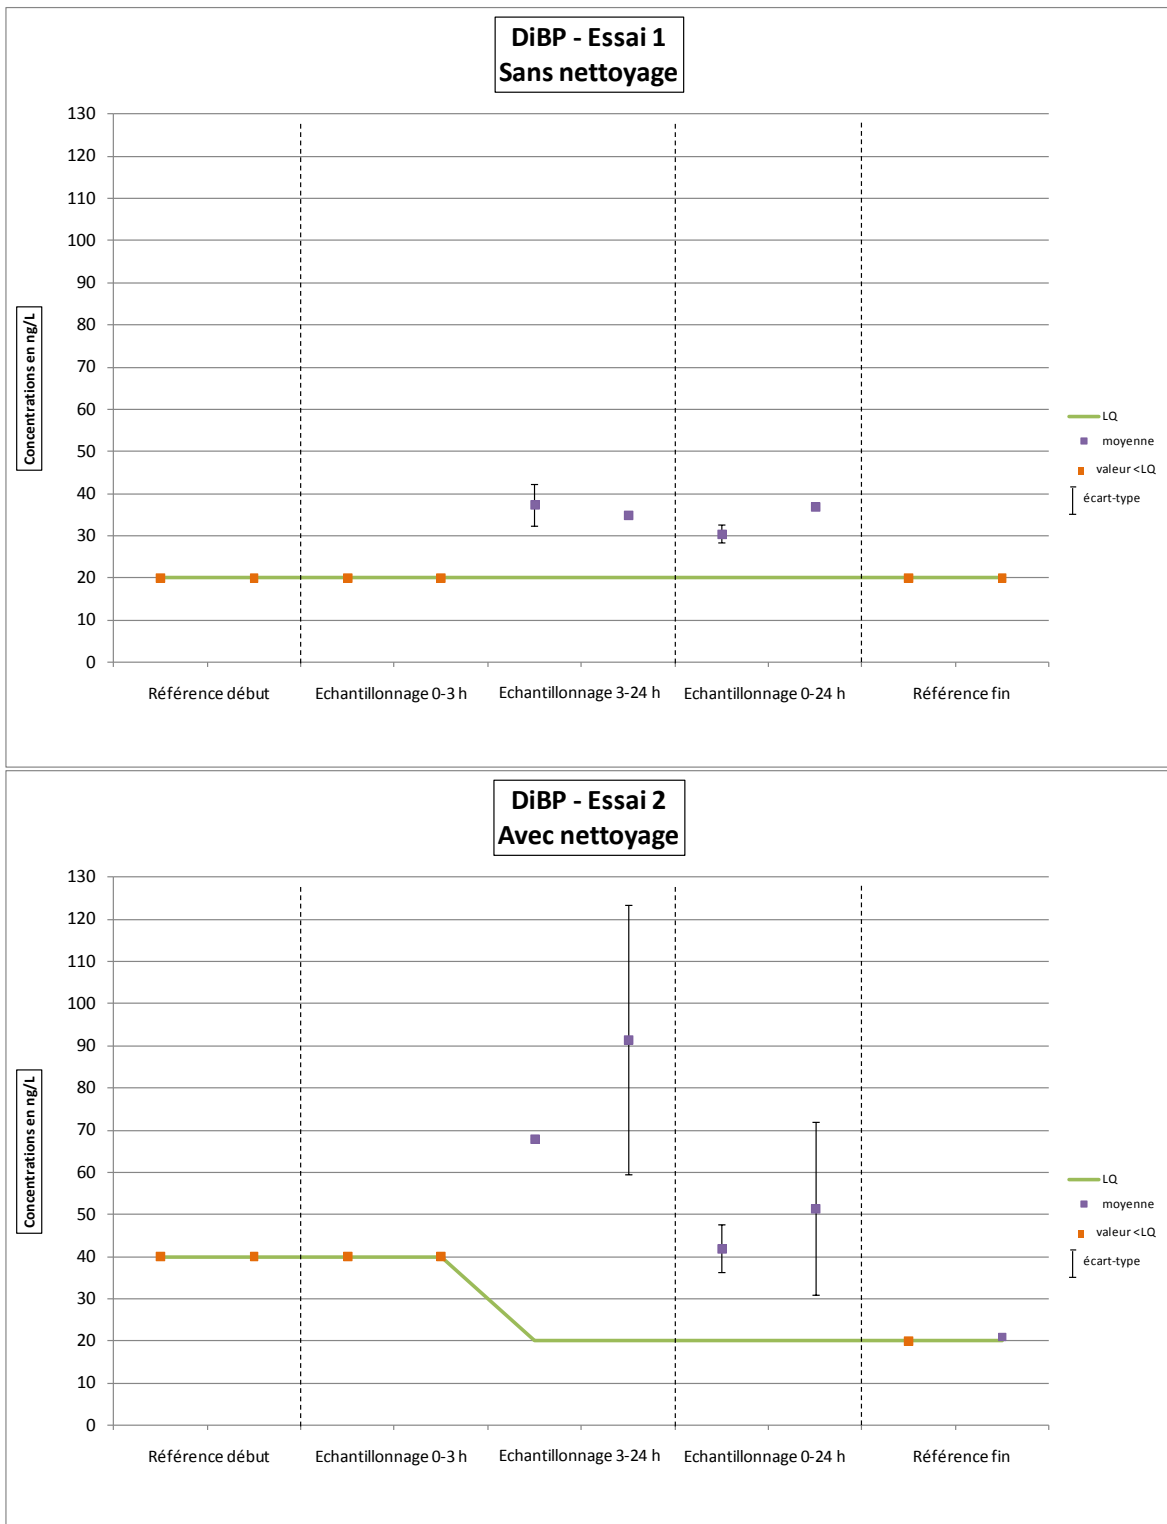 DiBP - Essai 1
Sans nettoyage
130
120
110
100
90
80
70
60
50
40
30
20
10
0
Concentrations en ng/L
Référence début
Echantillonnage 0-3 h
Echantillonnage 3-24 h
Echantillonnage 0-24 h
Référence fin
LQ
moyenne
valeur <LQ
écart-type
DiBP - Essai 2
Avec nettoyage
130
120
110
100
90
80
70
60
50
40
30
20
10
0
Concentrations en ng/L
Référence début
Echantillonnage 0-3 h
Echantillonnage 3-24 h
Echantillonnage 0-24 h
Référence fin
LQ
moyenne
valeur <LQ
écart-type